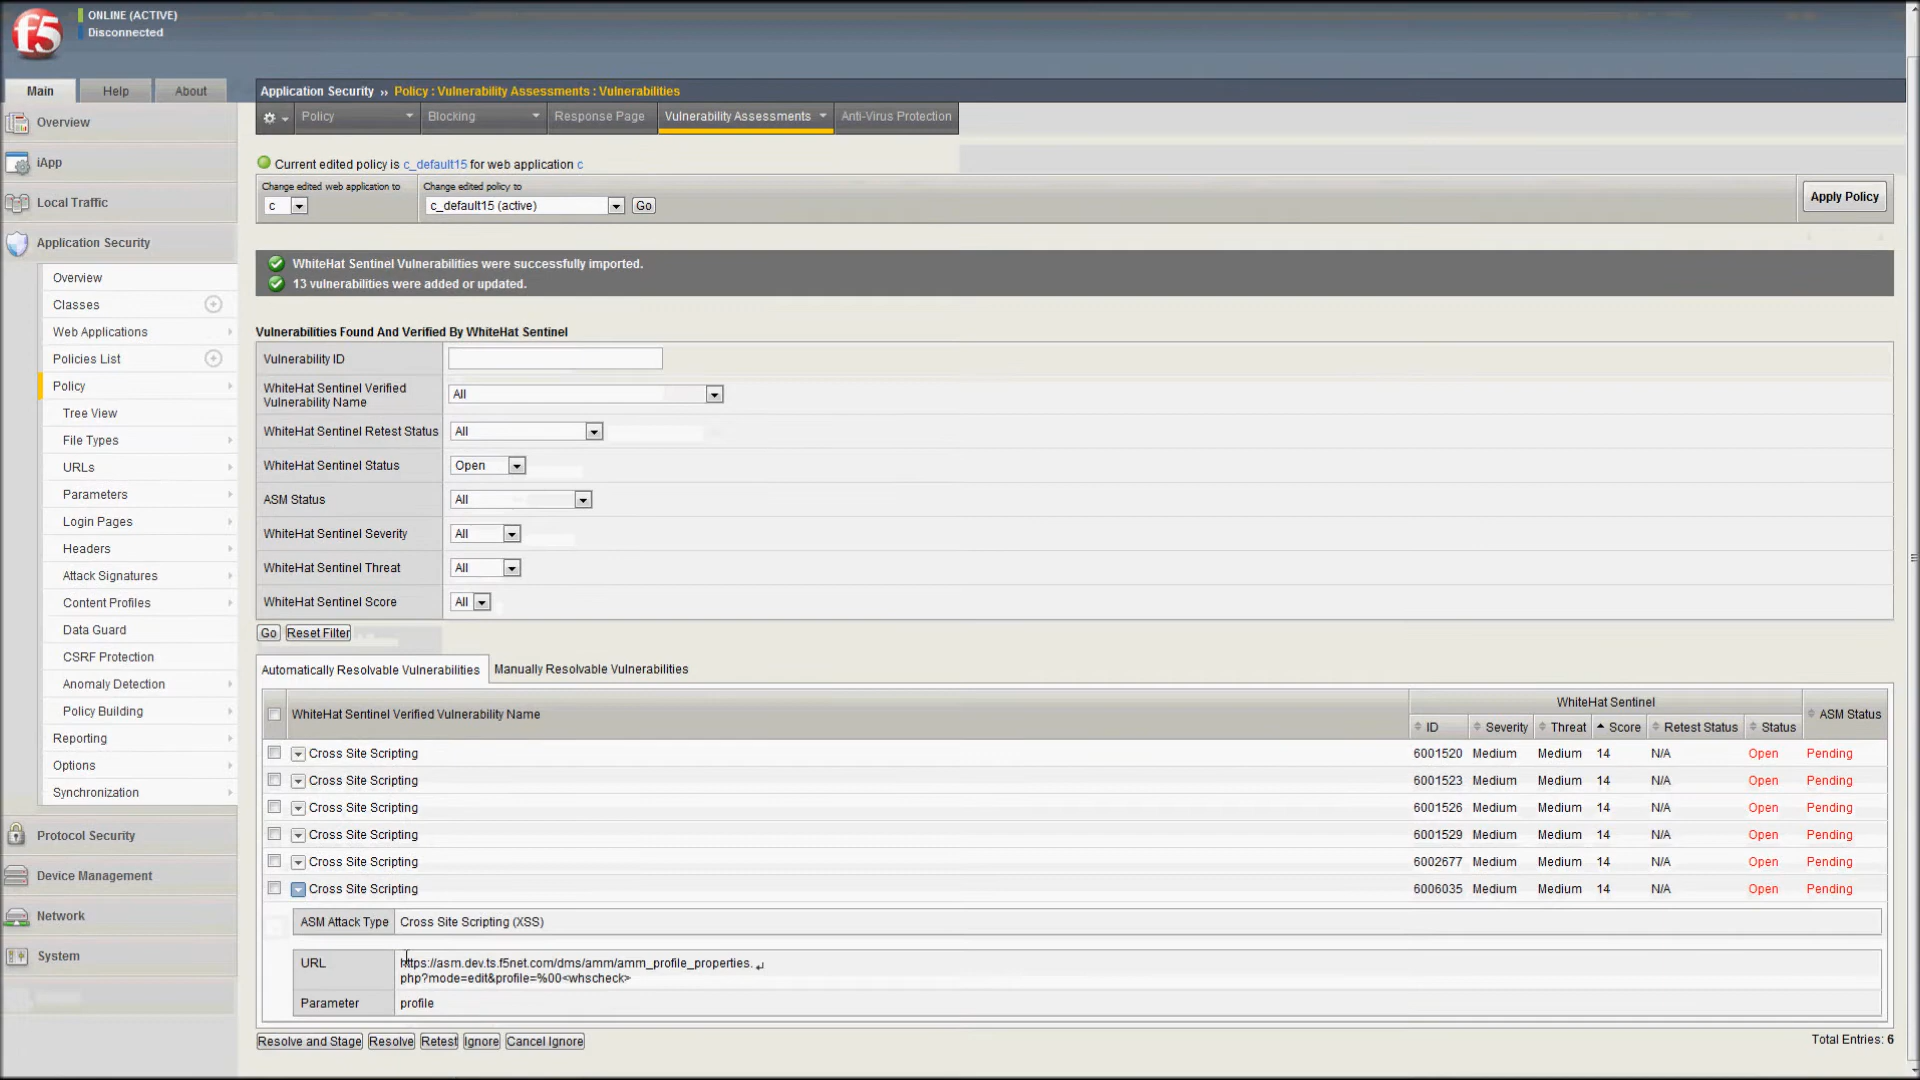 f5
ONLINE (ACTIVE)
Disconnected
Main
Help
About
Overview
iApp
Local Traffic
Application Security
Overview
Classes
Web Applications
Policies List
Policy
Tree View
File Types
URLs
Parameters
Login Pages
Headers
Attack Signatures
Content Profiles
Data Guard
CSRF Protection
Anomaly Detection
Policy Building
Reporting
Options
Synchronization
Protocol Security
Device Management
Network
System
Application Security ›› Policy : Vulnerability Assessments : Vulnerabilities
Policy
Blocking
Response Page
Vulnerability Assessments
Anti-Virus Protection
Current edited policy is c_default15 for web application c
Change edited web application to
c
Change edited policy to
c_default15 (active)
Go
Apply Policy
WhiteHat Sentinel Vulnerabilities were successfully imported.
13 vulnerabilities were added or updated.
Vulnerabilities Found And Verified By WhiteHat Sentinel
Vulnerability ID
WhiteHat Sentinel Verified
Vulnerability Name
All
WhiteHat Sentinel Retest Status
All
WhiteHat Sentinel Status
Open
ASM Status
All
WhiteHat Sentinel Severity
All
WhiteHat Sentinel Threat
All
WhiteHat Sentinel Score
All
Go
Reset Filter
Automatically Resolvable Vulnerabilities
Manually Resolvable Vulnerabilities
WhiteHat Sentinel Verified Vulnerability Name
WhiteHat Sentinel
ID Severity Threat Score Retest Status Status
ASM Status
Cross Site Scripting 6001520 Medium Medium 14 N/A Open Pending
Cross Site Scripting 6001523 Medium Medium 14 N/A Open Pending
Cross Site Scripting 6001526 Medium Medium 14 N/A Open Pending
Cross Site Scripting 6001529 Medium Medium 14 N/A Open Pending
Cross Site Scripting 6002677 Medium Medium 14 N/A Open Pending
Cross Site Scripting 6006035 Medium Medium 14 N/A Open Pending
ASM Attack Type Cross Site Scripting (XSS)
URL https://asm.dev.ts.f5net.com/dms/amm/amm_profile_properties.
php?mode=edit&profile=%00<whscheck>
Parameter profile
Resolve and Stage
Resolve
Retest
Ignore
Cancel Ignore
Total Entries: 6